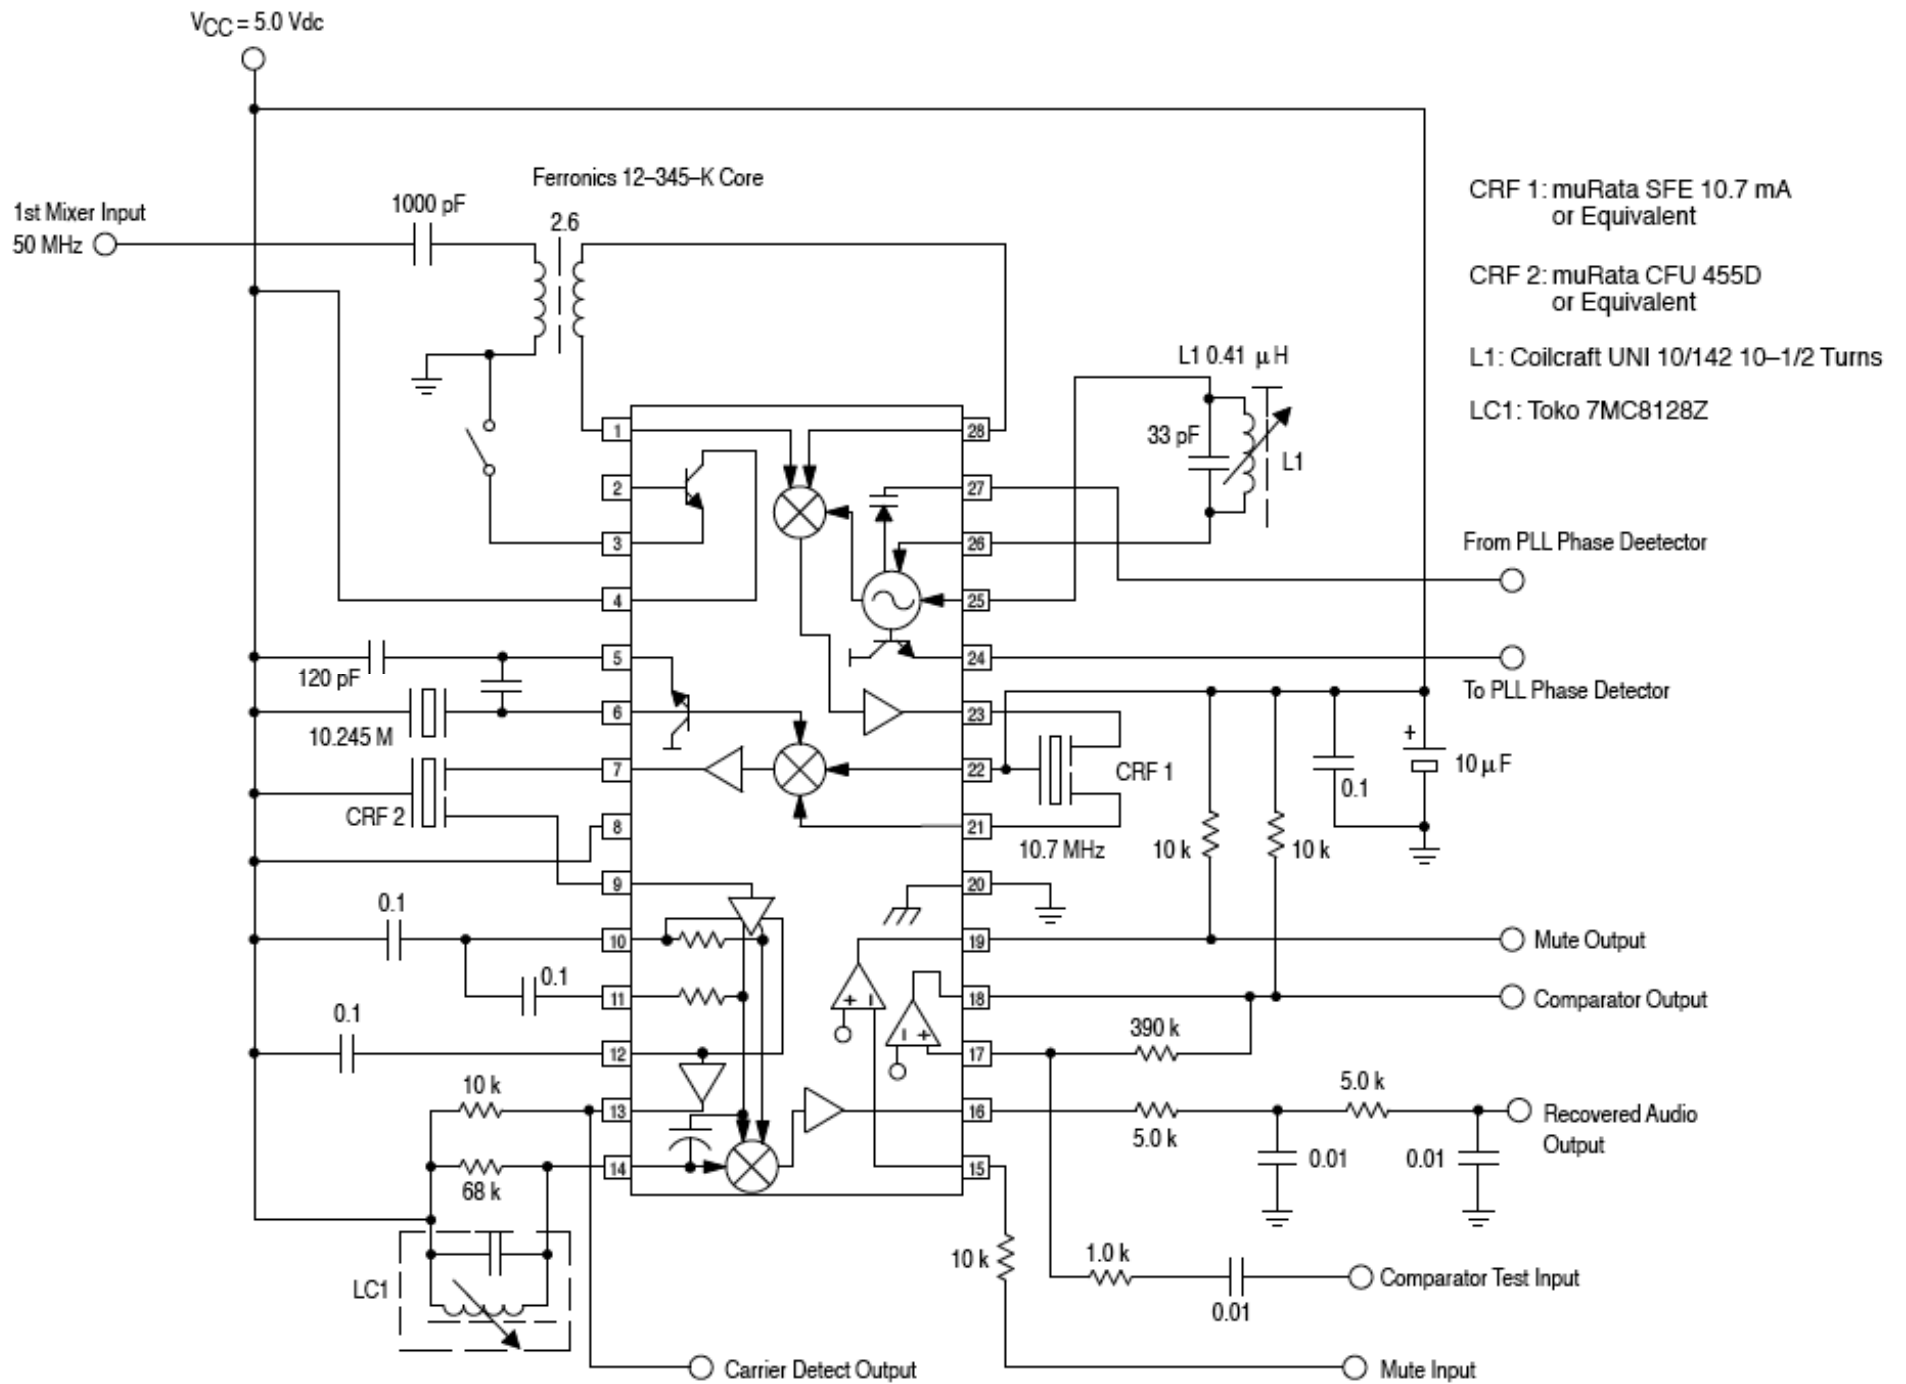 VCC = 5.0 Vdc
Ferronics 12–345–K Core
1st Mixer Input
50 MHz
1000 pF
2.6
CRF 1: muRata SFE 10.7 mA
or Equivalent
CRF 2: muRata CFU 455D
or Equivalent
L1: Coilcraft UNI 10/142 10–1/2 Turns
LC1: Toko 7MC8128Z
L1 0.41 µH
33 pF
L1
1
28
2
27
3
26
From PLL Phase Deetector
4
25
5
24
120 pF
To PLL Phase Detector
6
23
10.245 M
+
10 µF
7
22
CRF 1
0.1
CRF 2
8
21
10.7 MHz
10 k
10 k
9
20
0.1
10
19
Mute Output
0.1
11
+ –
18
Comparator Output
0.1
– +
390 k
12
17
10 k
5.0 k
13
16
5.0 k
Recovered Audio
Output
0.01
0.01
14
15
68 k
10 k
1.0 k
LC1
0.01
Comparator Test Input
Carrier Detect Output
Mute Input